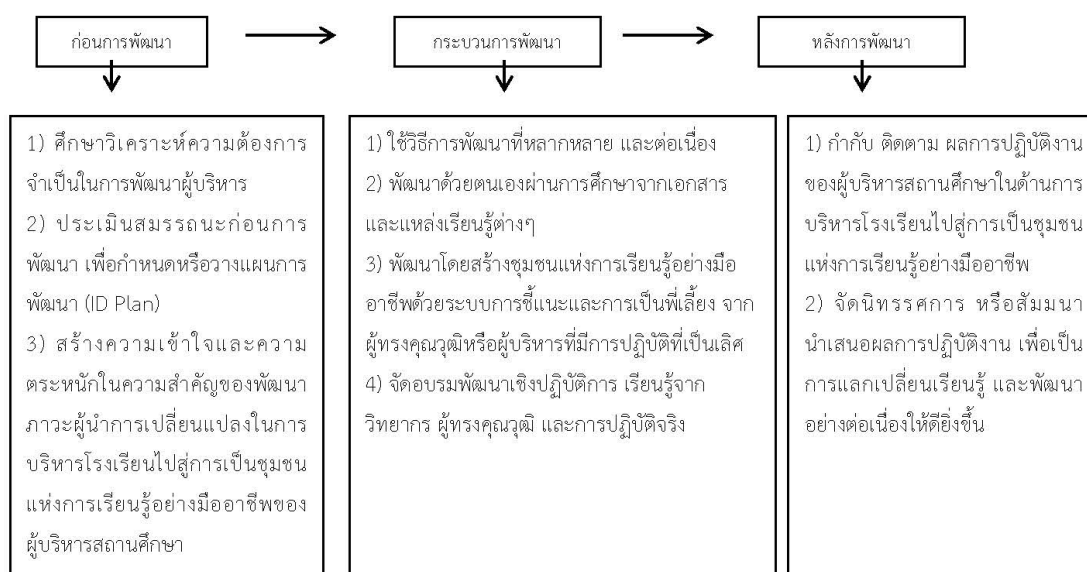 ก่อนการพัฒนา
กระบวนการพัฒนา
หลังการพัฒนา
1) ศึกษาวิเคราะห์ความต้องการ
จำเป็นในการพัฒนาผู้บริหาร
2) ประเมินสมรรถนะก่อนการ
พัฒนา เพื่อกำหนดหรือวางแผนการ
พัฒนา (ID Plan)
3) สร้างความเข้าใจและความ
ตระหนักในความสำคัญของพัฒนา
ภาวะผู้นำการเปลี่ยนแปลงในการ
บริหารโรงเรียนไปสู่การเป็นชุมชน
แห่งการเรียนรู้อย่างมืออาชีพของ
ผู้บริหารสถานศึกษา
1) ใช้วิธีการพัฒนาที่หลากหลาย และต่อเนื่อง
2) พัฒนาด้วยตนเองผ่านการศึกษาจากเอกสาร
และแหล่งเรียนรู้ต่างๆ
3) พัฒนาโดยสร้างชุมชนแห่งการเรียนรู้อย่างมือ
อาชีพด้วยระบบการชี้แนะและการเป็นพี่เลี้ยง จาก
ผู้ทรงคุณวุฒิหรือผู้บริหารที่มีการปฏิบัติที่เป็นเลิศ
4) จัดอบรมพัฒนาเชิงปฏิบัติการ เรียนรู้จาก
วิทยากร ผู้ทรงคุณวุฒิ และการปฏิบัติจริง
1) กำกับ ติดตาม ผลการปฏิบัติงาน
ของผู้บริหารสถานศึกษาในด้านการ
บริหารโรงเรียนไปสู่การเป็นชุมชน
แห่งการเรียนรู้อย่างมืออาชีพ
2) จัดนิทรรศการ หรือสัมมนา
นำเสนอผลการปฏิบัติงาน เพื่อเป็น
การแลกเปลี่ยนเรียนรู้ และพัฒนา
อย่างต่อเนื่องให้ดียิ่งขึ้น